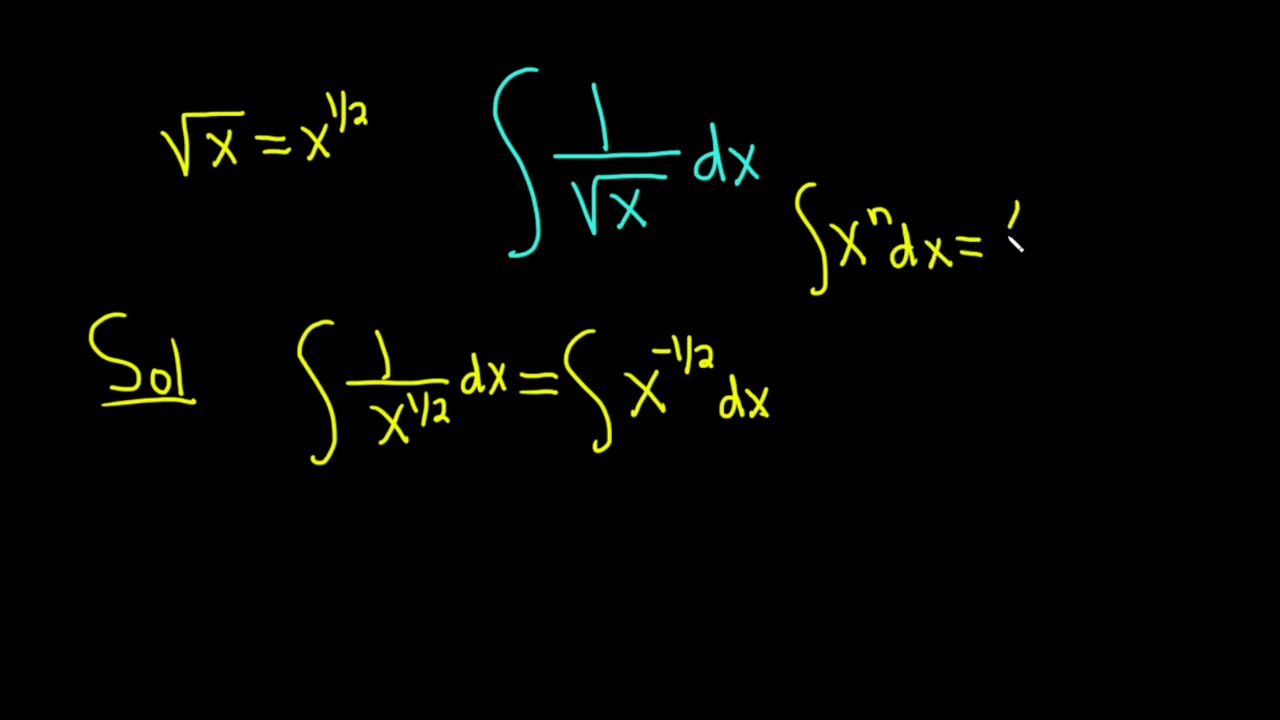 √x = x^{1/2}
∫ 1/√x dx
∫ x^n dx =
Sol
∫ 1/x^{1/2} dx = ∫ x^{-1/2} dx